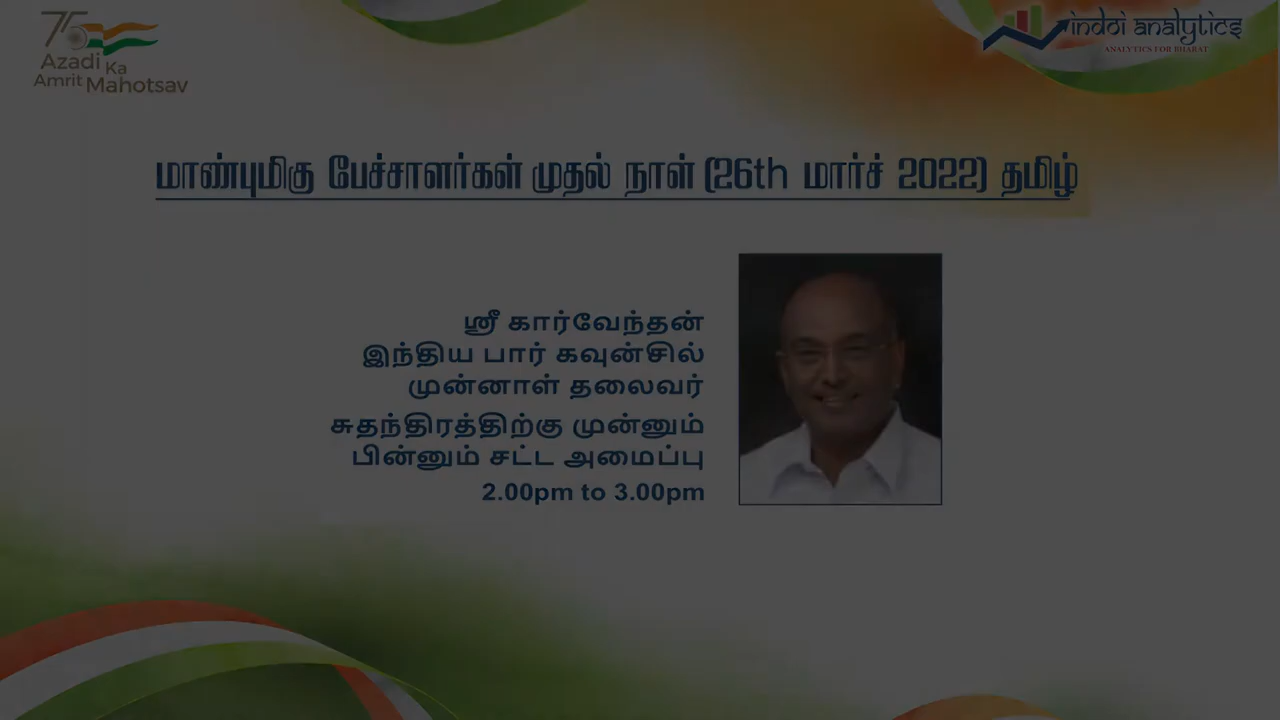 75
Azadi Ka
Amrit Mahotsav
indoi analytics
ANALYTICS FOR BHARAT
மாண்புமிகு பேச்சாளர்கள் முதல் நாள் (26th மார்ச் 2022) தமிழ்
ஸ்ரீ கார்வேந்தன்
இந்திய பார் கவுன்சில்
முன்னாள் தலைவர்
சுதந்திரத்திற்கு முன்னும்
பின்னும் சட்ட அமைப்பு
2.00pm to 3.00pm